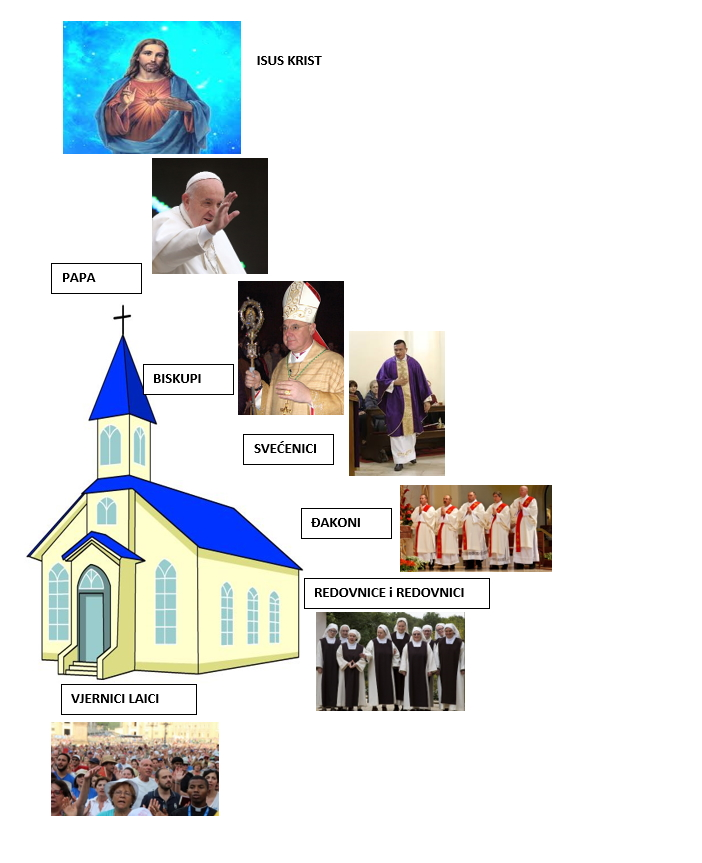 ISUS KRIST
PAPA
BISKUPI
SVEĆENICI
ĐAKONI
REDOVNICE i REDOVNICI
VJERNICI LAICI